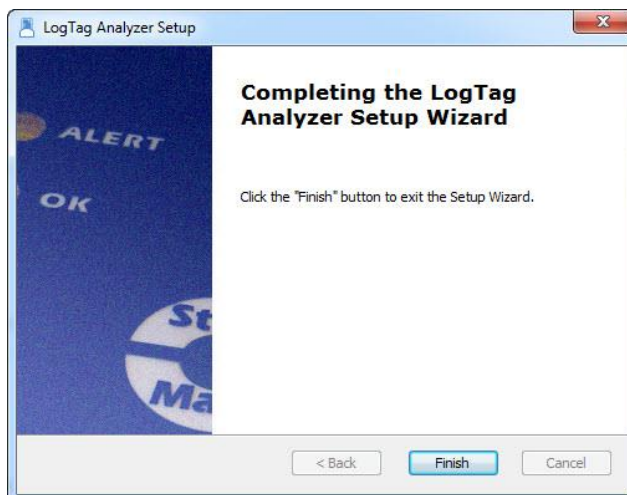 LogTag Analyzer Setup
Completing the LogTag
Analyzer Setup Wizard
Click the "Finish" button to exit the Setup Wizard.
ALERT
OK
< Back
Finish
Cancel